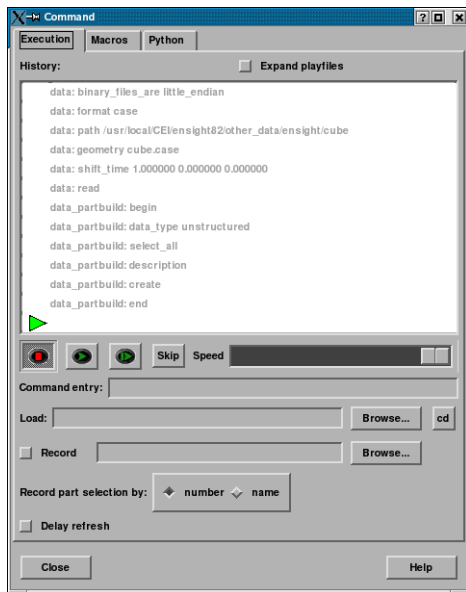 Command
Execution Macros Python
History: Expand playfiles
data: binary_files_are little_endian
data: format case
data: path /usr/local/CEI/ensight82/other_data/ensight/cube
data: geometry cube.case
data: shift_time 1.000000 0.000000 0.000000
data: read
data_partbuild: begin
data_partbuild: data_type unstructured
data_partbuild: select_all
data_partbuild: description
data_partbuild: create
data_partbuild: end
Skip Speed
Command entry:
Load: Browse... cd
Record Browse...
Record part selection by: number name
Delay refresh
Close Help